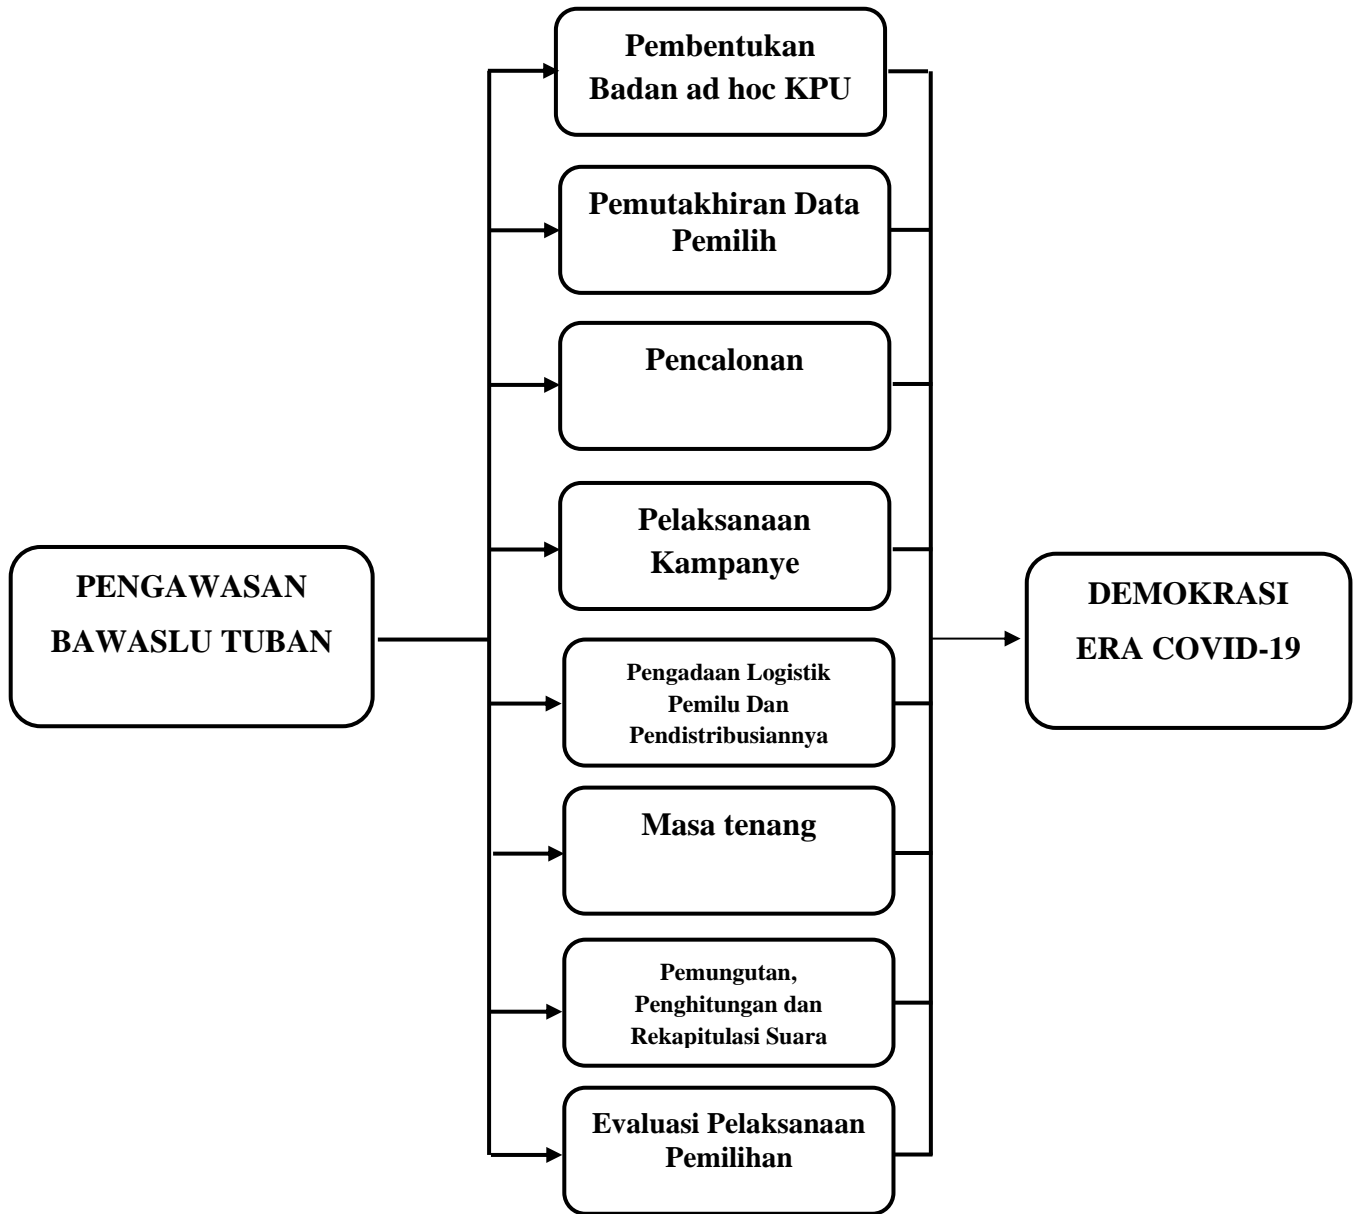 Pembentukan
Badan ad hoc KPU
Pemutakhiran Data
Pemilih
Pencalonan
Pelaksanaan
Kampanye
PENGAWASAN
BAWASLU TUBAN
Pengadaan Logistik
Pemilu Dan
Pendistribusiannya
Masa tenang
Pemungutan,
Penghitungan dan
Rekapitulasi Suara
Evaluasi Pelaksanaan
Pemilihan
DEMOKRASI
ERA COVID-19